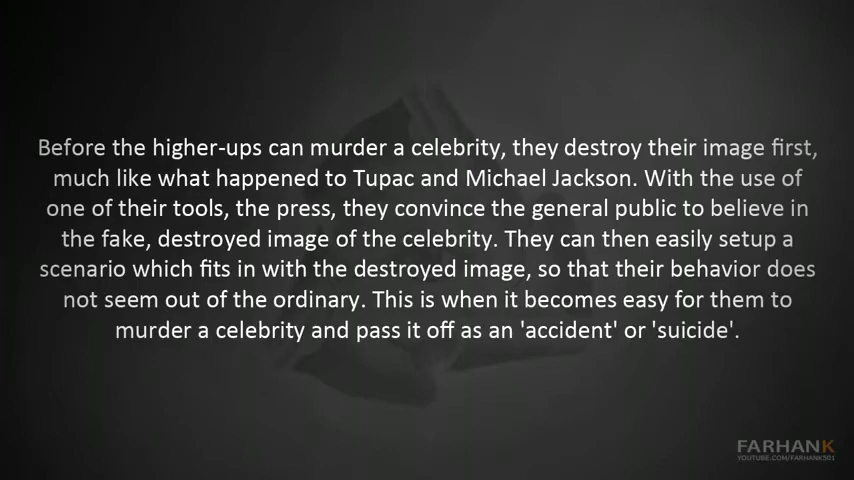 Before the higher-ups can murder a celebrity, they destroy their image first,
much like what happened to Tupac and Michael Jackson. With the use of
one of their tools, the press, they convince the general public to believe in
the fake, destroyed image of the celebrity. They can then easily setup a
scenario which fits in with the destroyed image, so that their behavior does
not seem out of the ordinary. This is when it becomes easy for them to
murder a celebrity and pass it off as an 'accident' or 'suicide'.
FARHANK
YOUTUBE.COM/FARHANK501